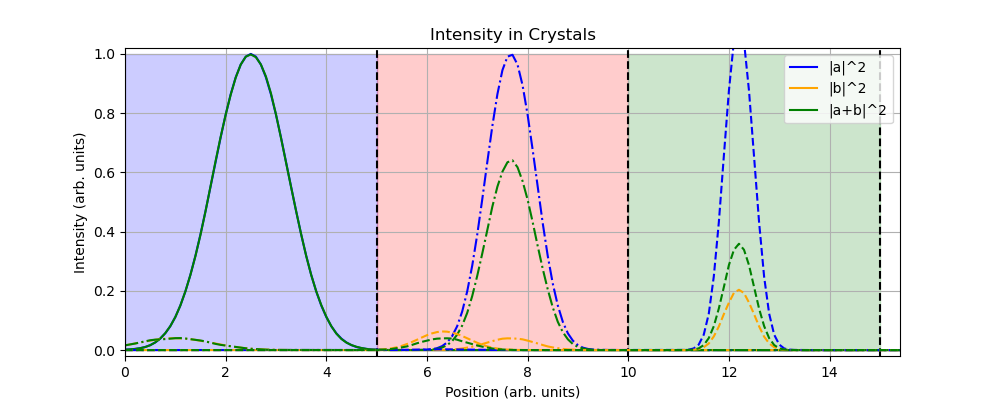 Intensity in Crystals
Intensity (arb. units)
1.0
0.8
0.6
0.4
0.2
0.0
|a|^2
|b|^2
|a+b|^2
0 2 4 6 8 10 12 14
Position (arb. units)